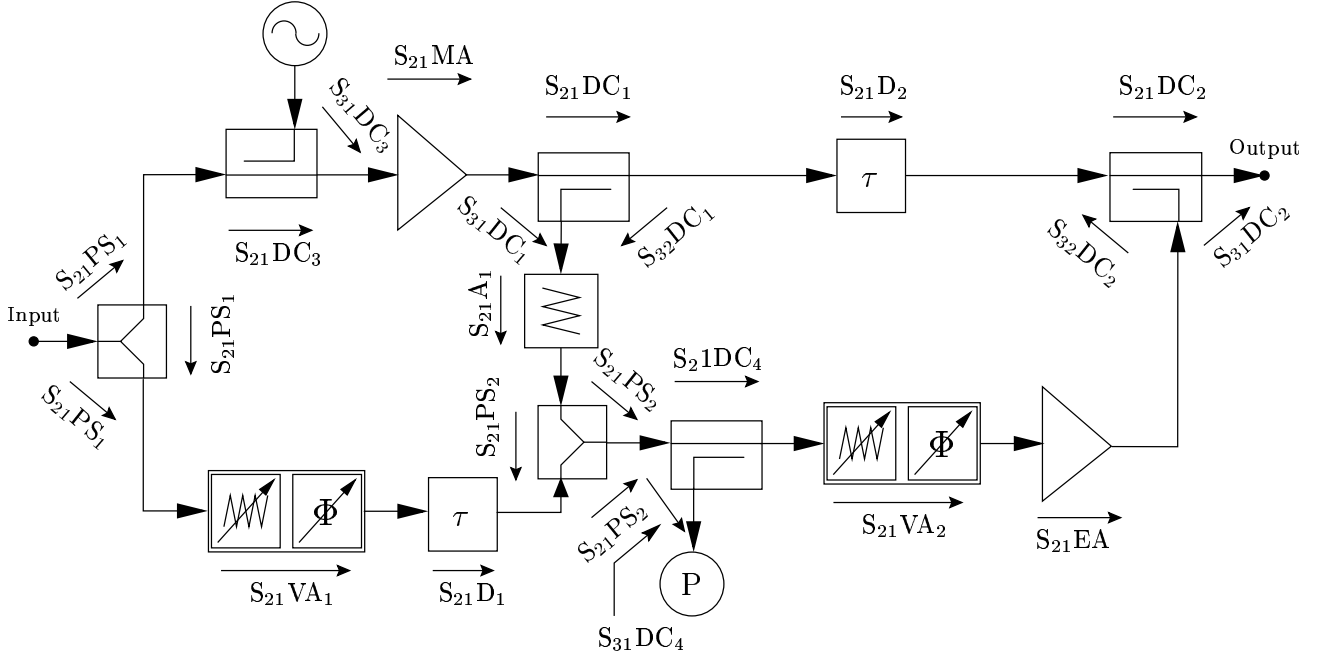 S₂₁MA
S₃₁DC₃
S₂₁DC₁
S₂₁D₂
S₂₁DC₂
Output
τ
S₂₁PS₁
S₂₁DC₃
S₃₁DC₁
S₃₂DC₁
S₃₂DC₂
S₃₁DC₂
Input
S₂₁PS₁
S₂₁A₁
S₂₁PS₁
S₂₁PS₂
S₂₁PS₂
S₂1DC₄
Φ
S₂₁VA₂
S₂₁EA
Φ
τ
S₂₁PS₂
S₂₁VA₁
S₂₁D₁
P
S₃₁DC₄